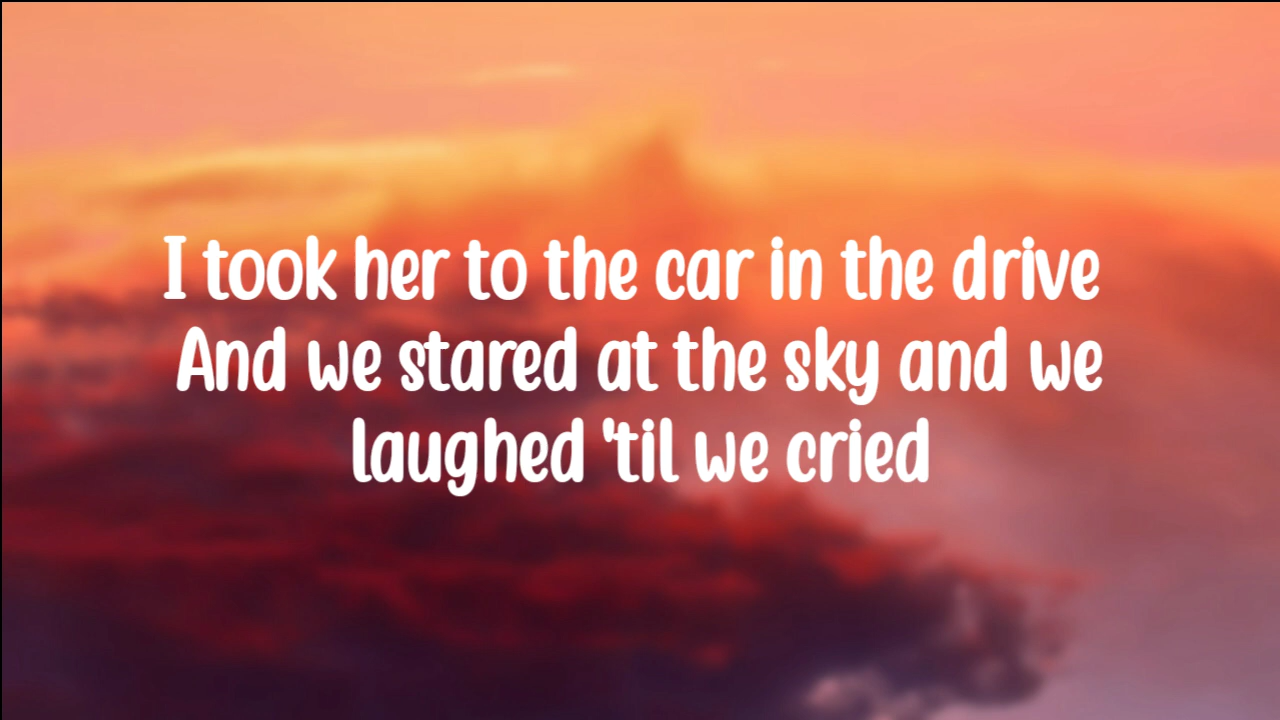 I took her to the car in the drive
And we stared at the sky and we
laughed 'til we cried